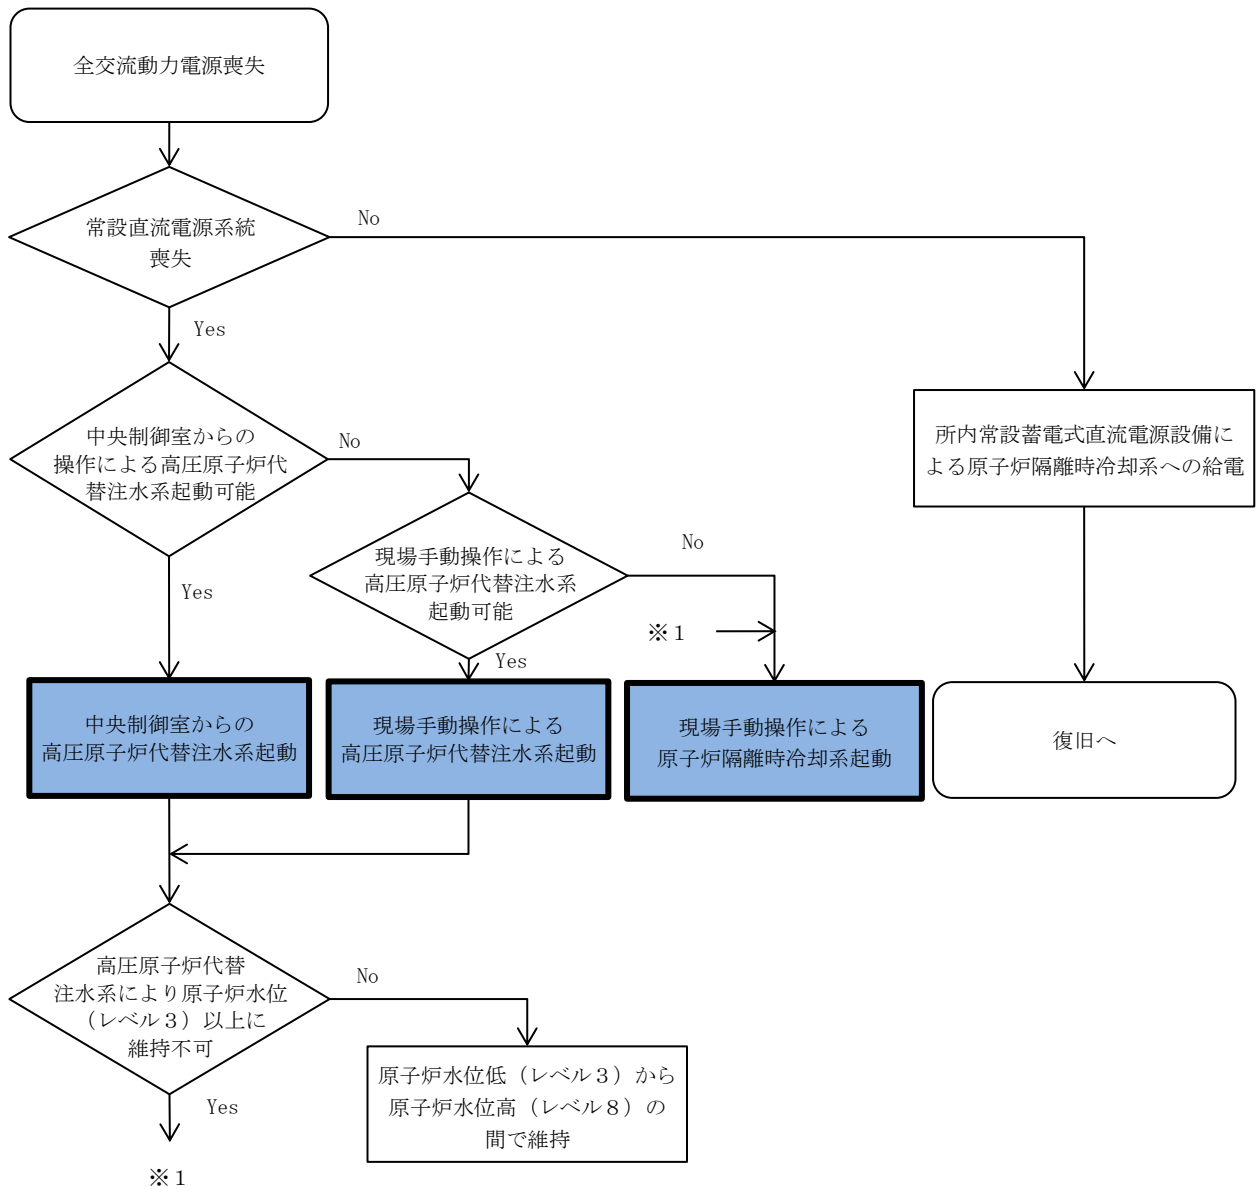 全交流動力電源喪失
常設直流電源系統
喪失
No
Yes
中央制御室からの
操作による高圧原子炉代
替注水系起動可能
No
所内常設蓄電式直流電源設備に
よる原子炉隔離時冷却系への給電
現場手動操作による
高圧原子炉代替注水系
起動可能
No
Yes
※１
Yes
中央制御室からの
高圧原子炉代替注水系起動
現場手動操作による
高圧原子炉代替注水系起動
現場手動操作による
原子炉隔離時冷却系起動
復旧へ
高圧原子炉代替
注水系により原子炉水位
（レベル３）以上に
維持不可
No
Yes
原子炉水位低（レベル３）から
原子炉水位高（レベル８）の
間で維持
※１